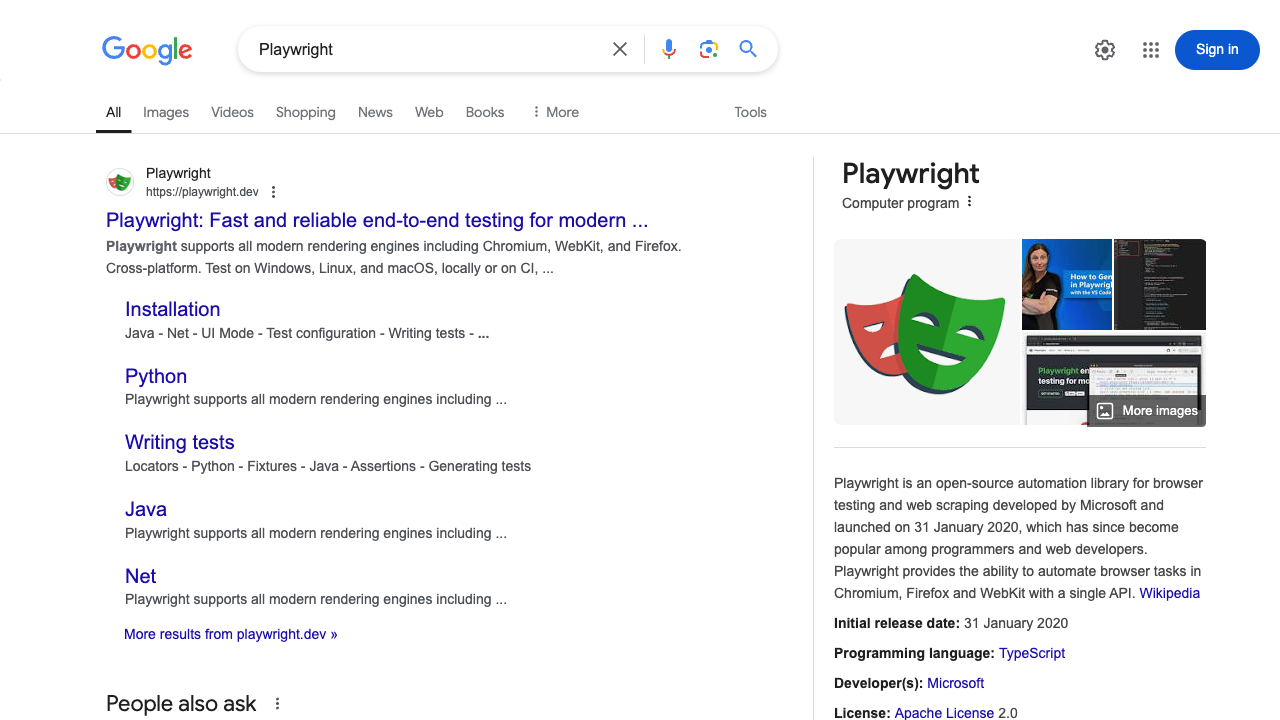 Google
Playwright
Sign in
All
Images
Videos
Shopping
News
Web
Books
More
Tools
Playwright
https://playwright.dev
Playwright: Fast and reliable end-to-end testing for modern ...
Playwright supports all modern rendering engines including Chromium, WebKit, and Firefox.
Cross-platform. Test on Windows, Linux, and macOS, locally or on CI, ...
Installation
Java - Net - UI Mode - Test configuration - Writing tests - ...
Python
Playwright supports all modern rendering engines including ...
Writing tests
Locators - Python - Fixtures - Java - Assertions - Generating tests
Java
Playwright supports all modern rendering engines including ...
Net
Playwright supports all modern rendering engines including ...
More results from playwright.dev »
People also ask
Playwright
Computer program
How to Gen
in Playwrigh
with the VS Code
Playwright en
testing for mo
More images
Playwright is an open-source automation library for browser
testing and web scraping developed by Microsoft and
launched on 31 January 2020, which has since become
popular among programmers and web developers.
Playwright provides the ability to automate browser tasks in
Chromium, Firefox and WebKit with a single API. Wikipedia
Initial release date: 31 January 2020
Programming language: TypeScript
Developer(s): Microsoft
License: Apache License 2.0